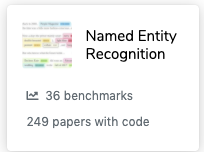 Named Entity
Recognition
36 benchmarks
249 papers with code